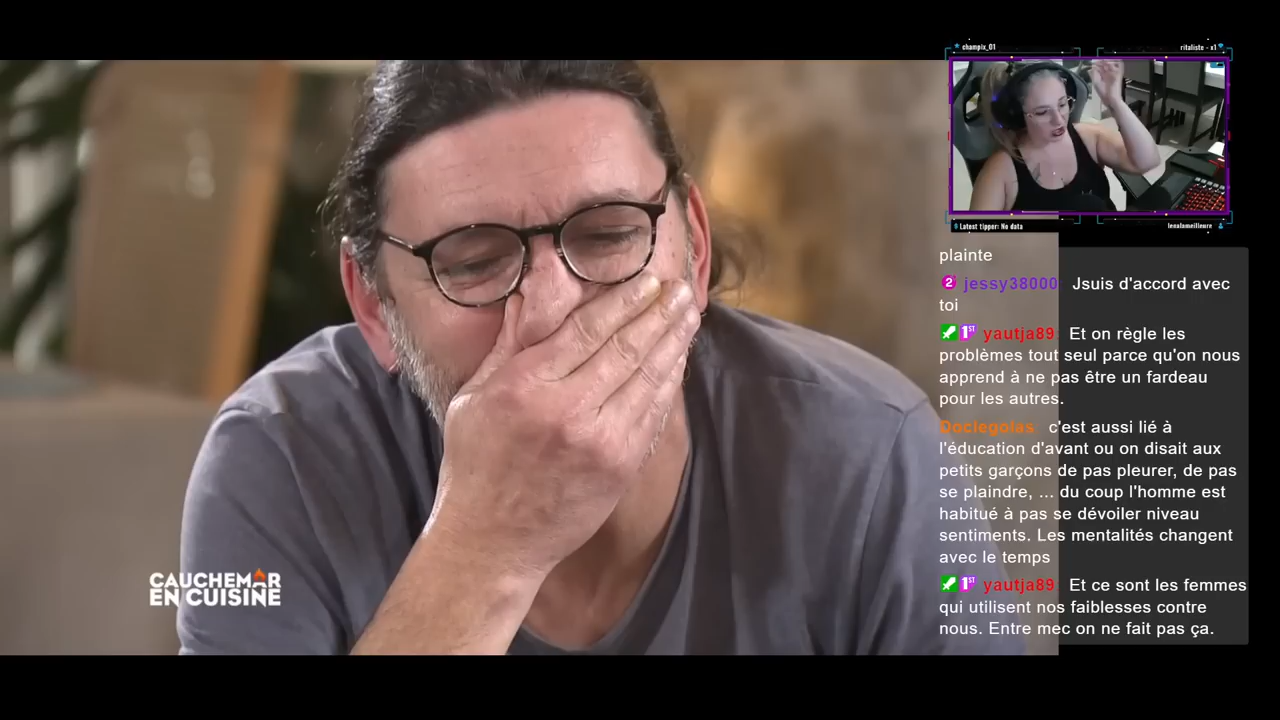 champix_01
ritaliste - x1
Latest tipper: No data
lenalameilleure
plainte
2 jessy38000 Jsuis d'accord avec
toi
1ST yautja89 Et on règle les
problèmes tout seul parce qu'on nous
apprend à ne pas être un fardeau
pour les autres.
Doclegolas c'est aussi lié à
l'éducation d'avant ou on disait aux
petits garçons de pas pleurer, de pas
se plaindre, ... du coup l'homme est
habitué à pas se dévoiler niveau
sentiments. Les mentalités changent
avec le temps
1ST yautja89 Et ce sont les femmes
qui utilisent nos faiblesses contre
nous. Entre mec on ne fait pas ça.
CAUCHEMAR
EN CUISINE